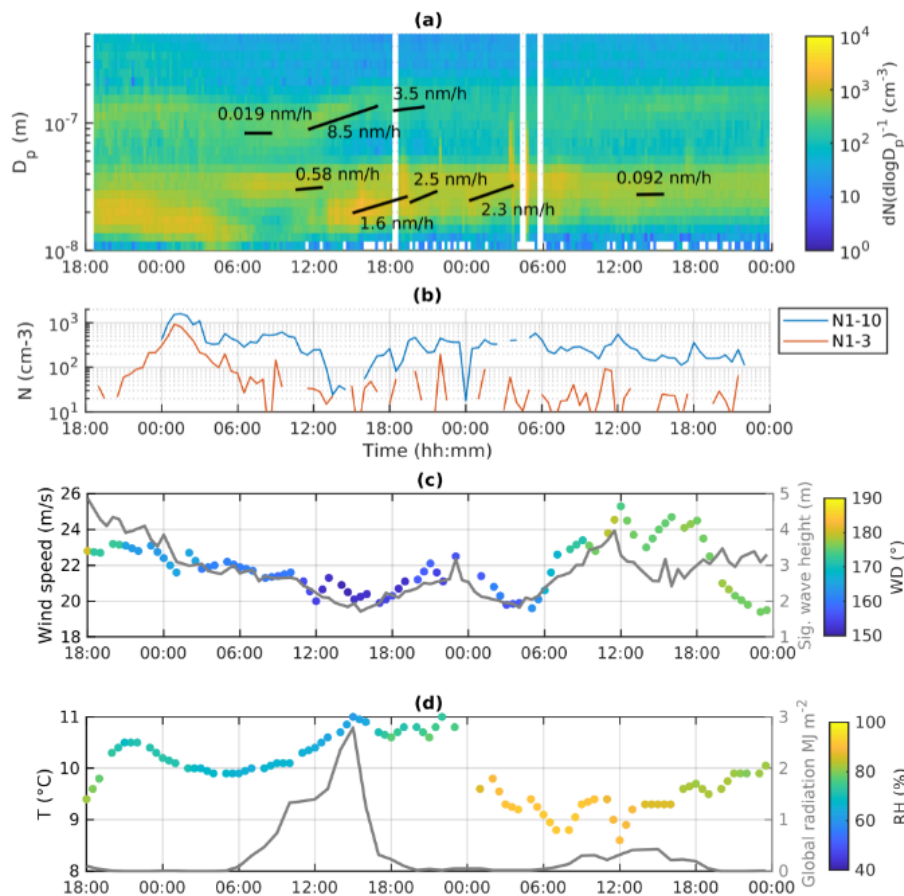 (a)
D_p (m)
10^-7
10^-8
0.019 nm/h
8.5 nm/h
3.5 nm/h
0.58 nm/h
1.6 nm/h
2.5 nm/h
2.3 nm/h
0.092 nm/h
18:00 00:00 06:00 12:00 18:00 00:00 06:00 12:00 18:00 00:00
10^4
10^3
10^2
10
10^0
dN(dlogD_p)^-1 (cm^-3)
(b)
N (cm-3)
10^3
10^2
10^1
18:00 00:00 06:00 12:00 18:00 00:00 06:00 12:00 18:00 00:00
Time (hh:mm)
N1-10
N1-3
(c)
Wind speed (m/s)
26
24
22
20
18
18:00 00:00 06:00 12:00 18:00 00:00 06:00 12:00 18:00 00:00
5
4
3
2
1
Sig. wave height (m)
190
180
170
160
150
WD (°)
(d)
T (°C)
11
10
9
8
18:00 00:00 06:00 12:00 18:00 00:00 06:00 12:00 18:00 00:00
3
2
1
0
Global radiation MJ m^-2
100
80
60
40
RH (%)